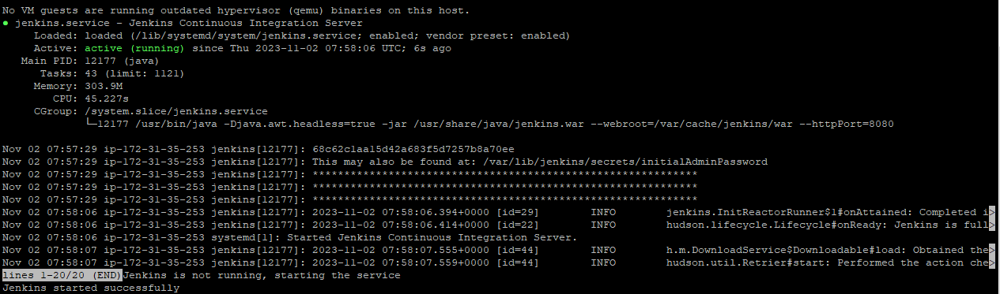 No VM guests are running outdated hypervisor (qemu) binaries on this host.
● jenkins.service - Jenkins Continuous Integration Server
     Loaded: loaded (/lib/systemd/system/jenkins.service; enabled; vendor preset: enabled)
     Active: active (running) since Thu 2023-11-02 07:58:06 UTC; 6s ago
   Main PID: 12177 (java)
      Tasks: 43 (limit: 1121)
     Memory: 303.9M
        CPU: 45.227s
     CGroup: /system.slice/jenkins.service
             └─12177 /usr/bin/java -Djava.awt.headless=true -jar /usr/share/java/jenkins.war --webroot=/var/cache/jenkins/war --httpPort=8080
Nov 02 07:57:29 ip-172-31-35-253 jenkins[12177]: 68c62c1aa15d42a683f5d7257b8a70ee
Nov 02 07:57:29 ip-172-31-35-253 jenkins[12177]: This may also be found at: /var/lib/jenkins/secrets/initialAdminPassword
Nov 02 07:57:29 ip-172-31-35-253 jenkins[12177]: *************************************************************
Nov 02 07:57:29 ip-172-31-35-253 jenkins[12177]: *************************************************************
Nov 02 07:57:29 ip-172-31-35-253 jenkins[12177]: *************************************************************
Nov 02 07:58:06 ip-172-31-35-253 jenkins[12177]: 2023-11-02 07:58:06.394+0000 [id=29]        INFO        jenkins.InitReactorRunner$1#onAttained: Completed i>
Nov 02 07:58:06 ip-172-31-35-253 jenkins[12177]: 2023-11-02 07:58:06.414+0000 [id=22]        INFO        hudson.lifecycle.Lifecycle#onReady: Jenkins is full>
Nov 02 07:58:06 ip-172-31-35-253 systemd[1]: Started Jenkins Continuous Integration Server.
Nov 02 07:58:07 ip-172-31-35-253 jenkins[12177]: 2023-11-02 07:58:07.555+0000 [id=44]        INFO        h.m.DownloadService$Downloadable#load: Obtained the>
Nov 02 07:58:07 ip-172-31-35-253 jenkins[12177]: 2023-11-02 07:58:07.559+0000 [id=44]        INFO        hudson.util.Retrier#start: Performed the action che>
lines 1-20/20 (END)Jenkins is not running, starting the service
Jenkins started successfully